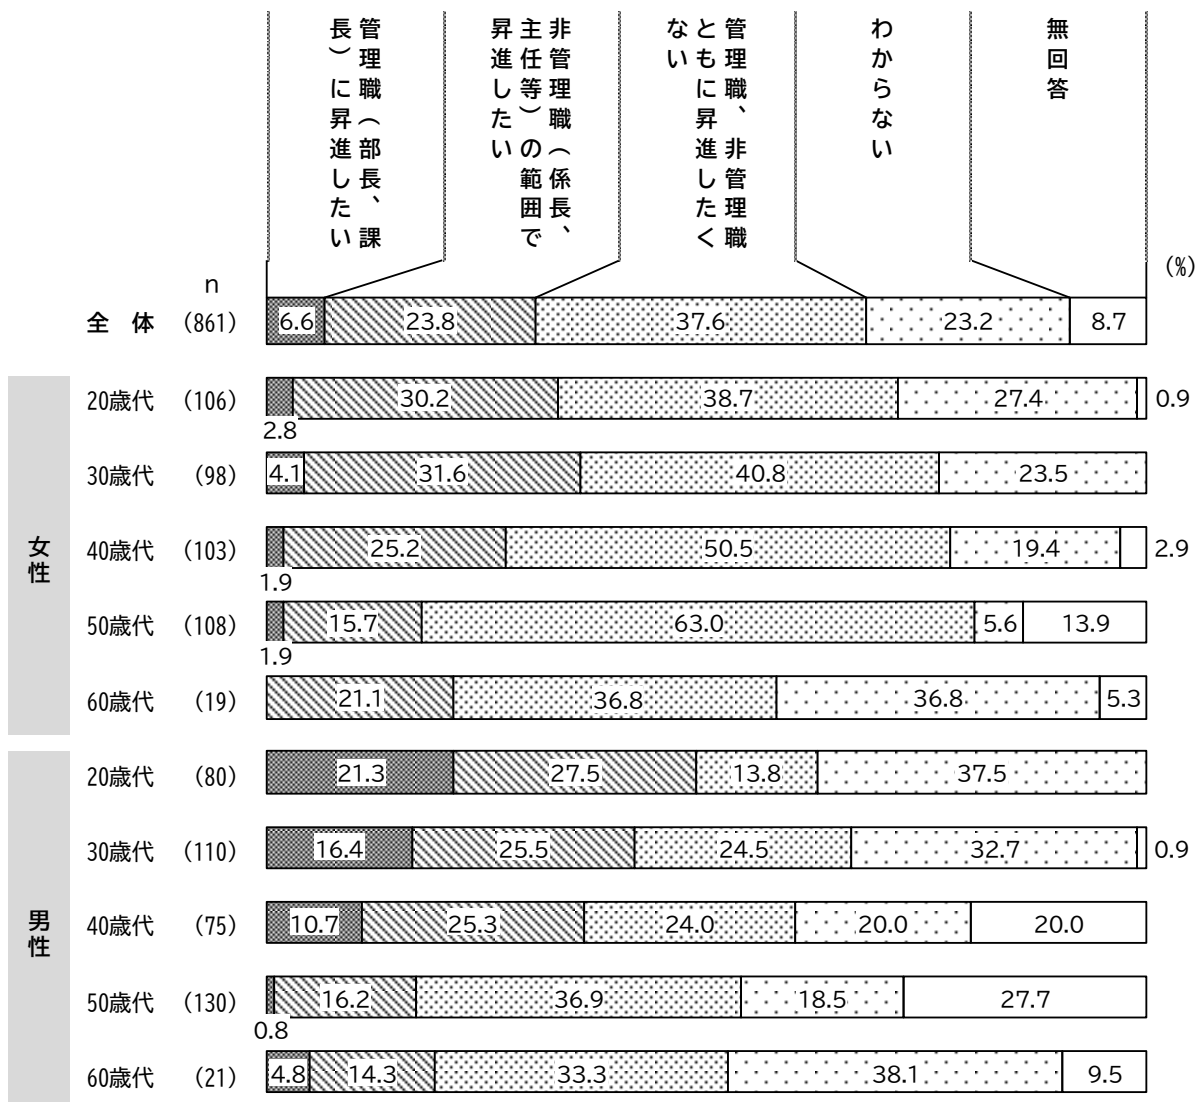 管理職（部長、課
長）に昇進したい
非管理職（係長、
主任等）の範囲で
昇進したい
管理職、非管理職
ともに昇進したく
ない
わからない
無回答
(%)
n
全 体 (861) 6.6 23.8 37.6 23.2 8.7
女性
20歳代 (106) 2.8 30.2 38.7 27.4 0.9
30歳代 (98) 4.1 31.6 40.8 23.5
40歳代 (103) 1.9 25.2 50.5 19.4 2.9
50歳代 (108) 1.9 15.7 63.0 5.6 13.9
60歳代 (19) 21.1 36.8 36.8 5.3
男性
20歳代 (80) 21.3 27.5 13.8 37.5
30歳代 (110) 16.4 25.5 24.5 32.7 0.9
40歳代 (75) 10.7 25.3 24.0 20.0 20.0
50歳代 (130) 0.8 16.2 36.9 18.5 27.7
60歳代 (21) 4.8 14.3 33.3 38.1 9.5